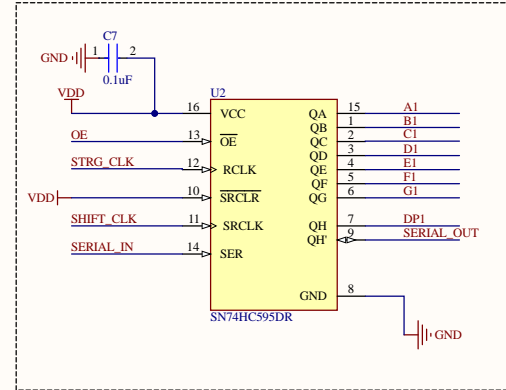 C7
GND 1 2
0.1uF
VDD
U2
16 VCC QA 15 A1
QB 1 B1
OE 13 OE QC 2 C1
QD 3 D1
STRG_CLK 12 RCLK QE 4 E1
QF 5 F1
VDD 10 SRCLR QG 6 G1
SHIFT_CLK 11 SRCLK QH 7 DP1
QH' 9 SERIAL_OUT
SERIAL_IN 14 SER
GND 8
SN74HC595DR
GND